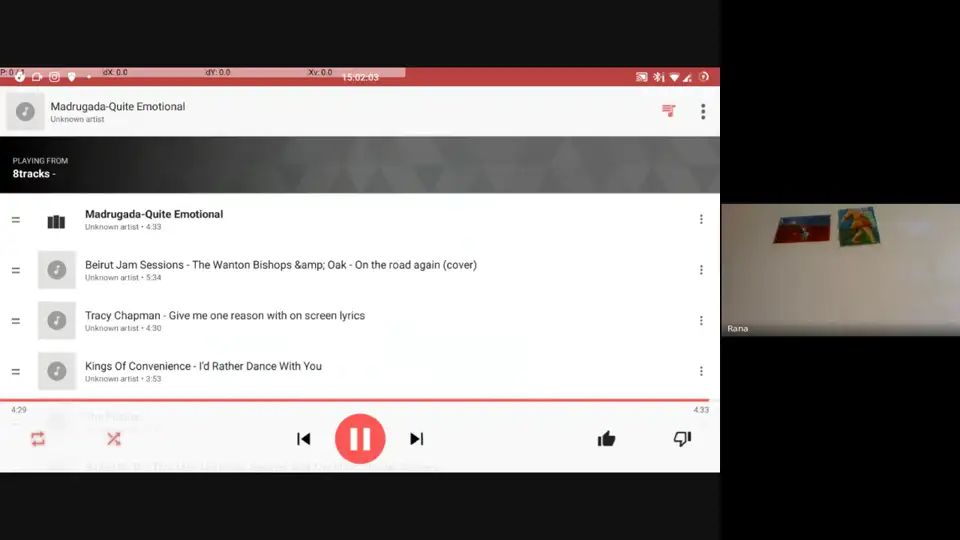 P: 0 / 1 dX: 0.0 dY: 0.0 Xv: 0.0 15:02:03
Madrugada-Quite Emotional
Unknown artist
PLAYING FROM
8tracks -
Madrugada-Quite Emotional
Unknown artist • 4:33
Beirut Jam Sessions - The Wanton Bishops &amp; Oak - On the road again (cover)
Unknown artist • 5:34
Tracy Chapman - Give me one reason with on screen lyrics
Unknown artist • 4:30
Kings Of Convenience - I'd Rather Dance With You
Unknown artist • 3:53
4:29 4:33
Rana